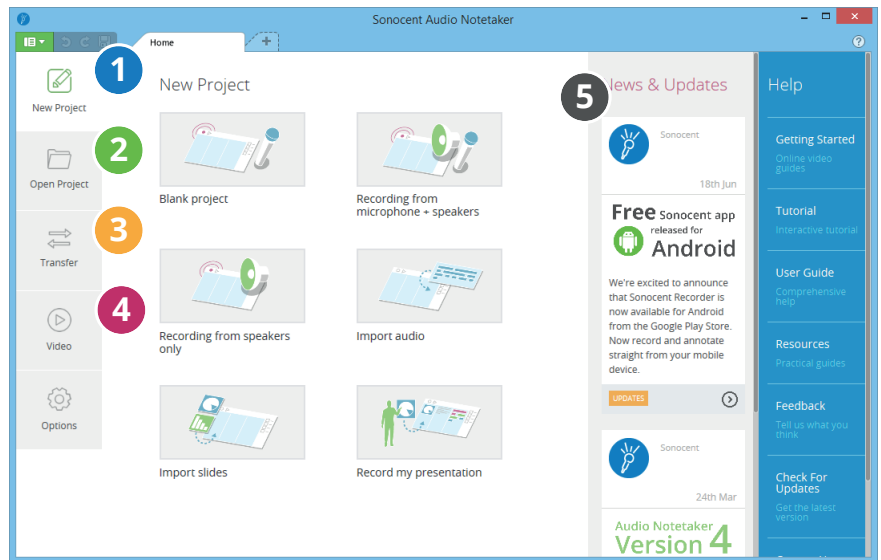 Sonocent Audio Notetaker
Home
1
New Project
2
Open Project
3
Transfer
4
Video
Options
New Project
Blank project
Recording from
microphone + speakers
Recording from speakers
only
Import audio
Import slides
Record my presentation
5
News & Updates
Sonocent
18th Jun
Free Sonocent app
released for
Android
We're excited to announce
that Sonocent Recorder is
now available for Android
from the Google Play Store.
Now record and annotate
straight from your mobile
device.
UPDATES
Sonocent
24th Mar
Audio Notetaker
Version 4
Help
Getting Started
Online video
guides
Tutorial
Interactive tutorial
User Guide
Comprehensive
help
Resources
Practical guides
Feedback
Tell us what you
think
Check For
Updates
Get the latest
version